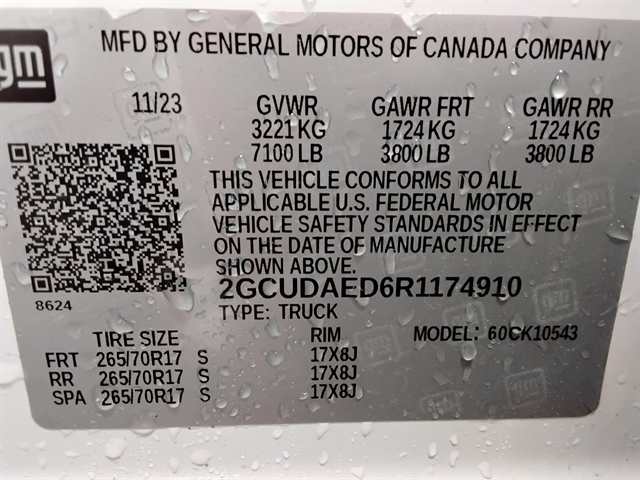 gm
MFD BY GENERAL MOTORS OF CANADA COMPANY
11/23 GVWR GAWR FRT GAWR RR
3221 KG 1724 KG 1724 KG
7100 LB 3800 LB 3800 LB
THIS VEHICLE CONFORMS TO ALL
APPLICABLE U.S. FEDERAL MOTOR
VEHICLE SAFETY STANDARDS IN EFFECT
ON THE DATE OF MANUFACTURE
SHOWN ABOVE.
8624
2GCUDAED6R1174910
TYPE: TRUCK
TIRE SIZE RIM MODEL: 60CK10543
FRT 265/70R17 S 17X8J
RR 265/70R17 S 17X8J
SPA 265/70R17 S 17X8J